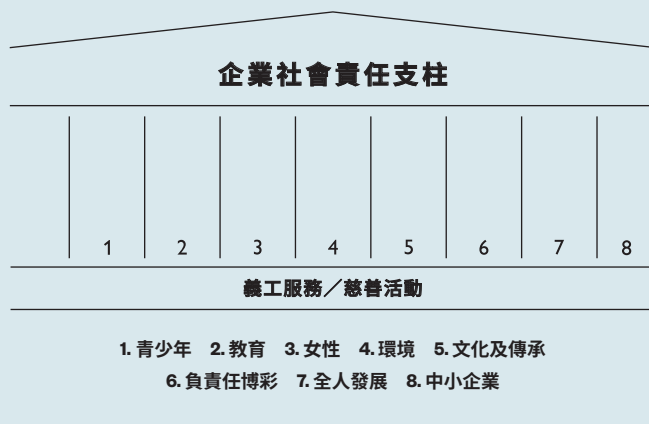 企業社會責任支柱
1 2 3 4 5 6 7 8
義工服務／慈善活動
1. 青少年 2. 教育 3. 女性 4. 環境 5. 文化及傳承
6. 負責任博彩 7. 全人發展 8. 中小企業